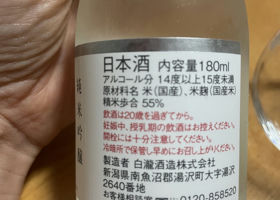 日本酒 内容量180ml
アルコール分 14度以上15度未満
原材料名 米(国産)、米麹(国産米)
精米歩合 55%
飲酒は20歳を過ぎてから。
妊娠中、授乳期の飲酒はお控えください。
開栓には十分注意してください。
冷暗所で保管し早めにお召し上がりください。
製造者 白瀧酒造株式会社
新潟県南魚沼郡湯沢町大字湯沢
2640番地
お客様相談室 0120-858520
純米吟醸